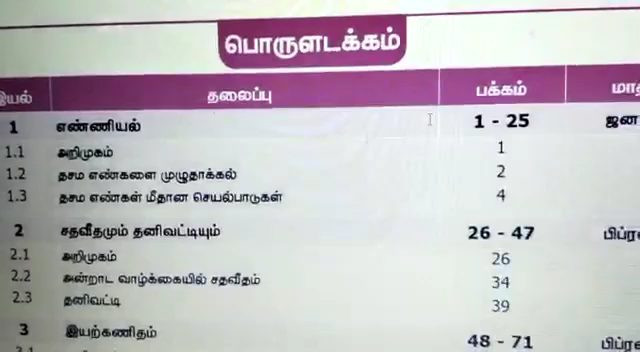 பொருளடக்கம்
இயல் தலைப்பு பக்கம்
1 எண்ணியல் 1 - 25
1.1 அறிமுகம் 1
1.2 தசம எண்களை முழுதாக்கல் 2
1.3 தசம எண்கள் மீதான செயல்பாடுகள் 4
2 சதவீதமும் தனிவட்டியும் 26 - 47
2.1 அறிமுகம் 26
2.2 அன்றாட வாழ்க்கையில் சதவீதம் 34
2.3 தனிவட்டி 39
3 இயற்கணிதம் 48 - 71